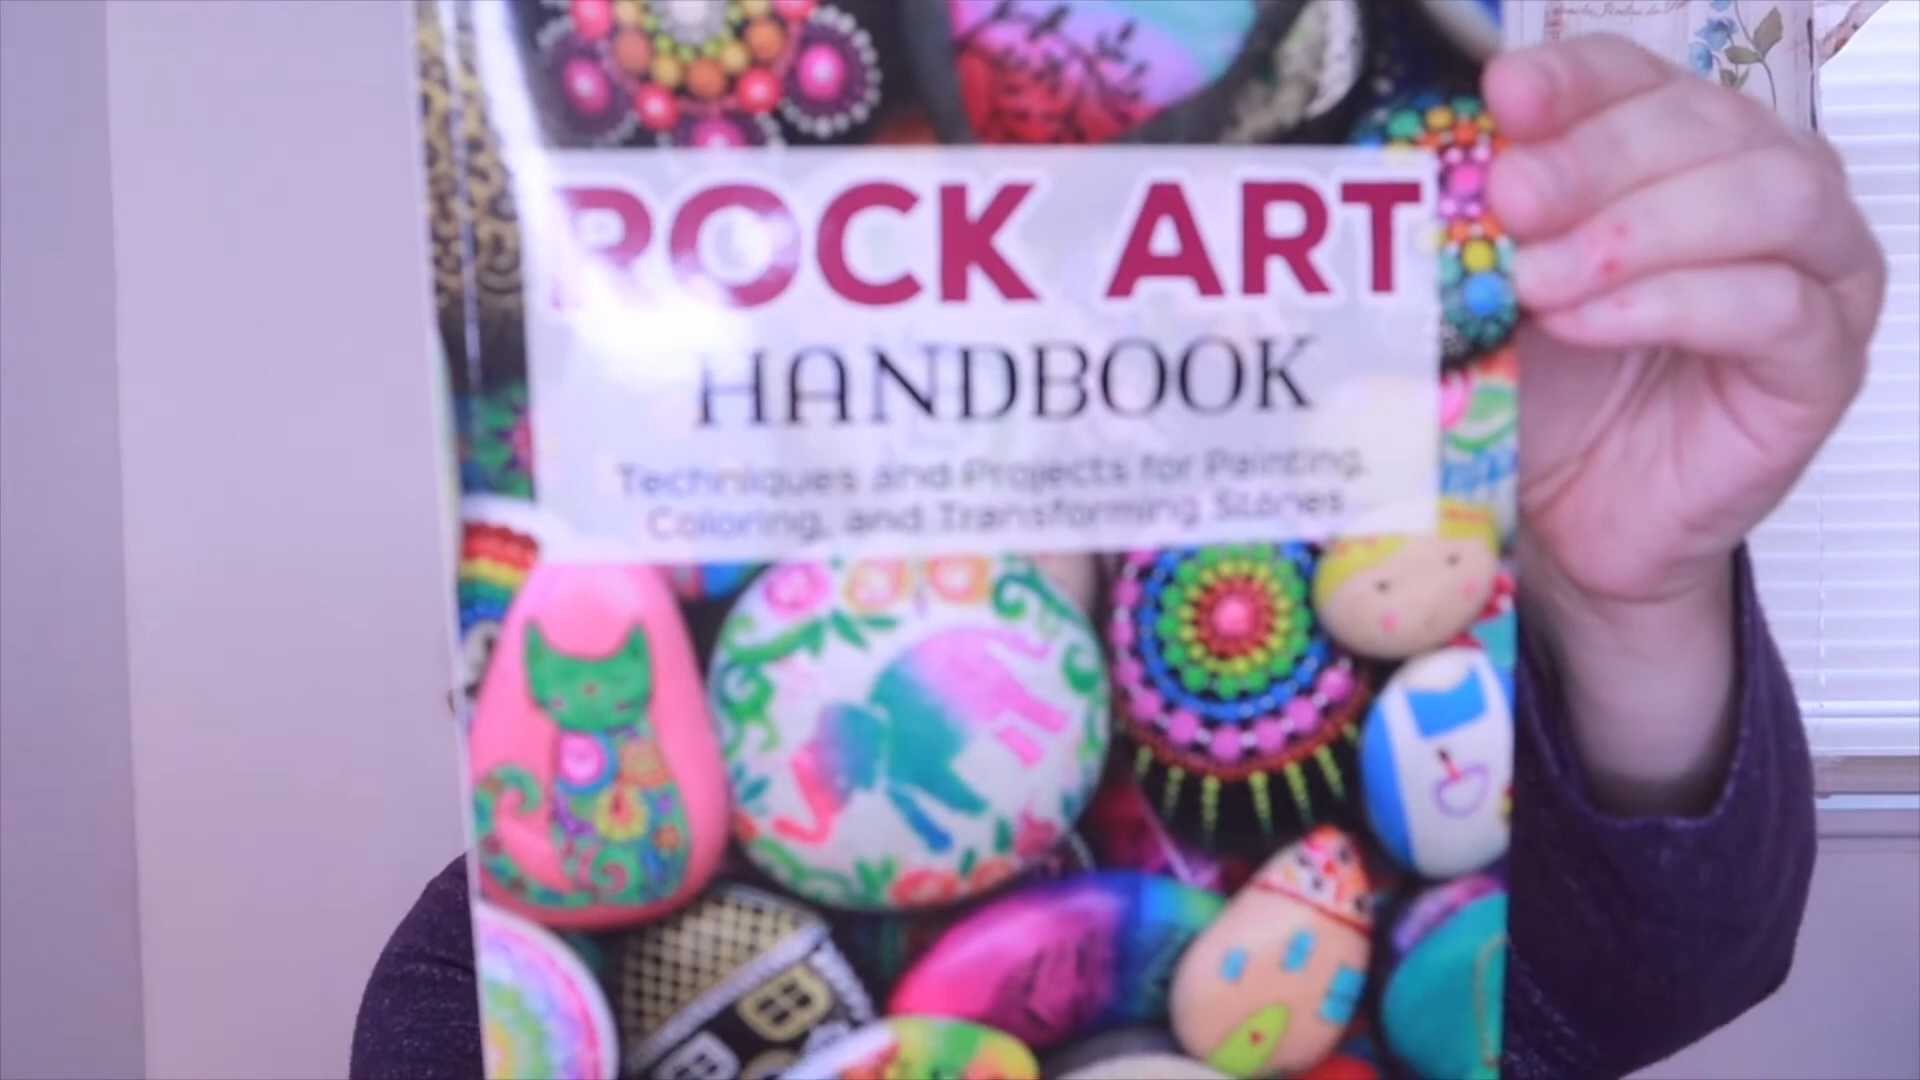 ROCK ART
HANDBOOK
Techniques and Projects for Painting,
Coloring, and Transforming Stones